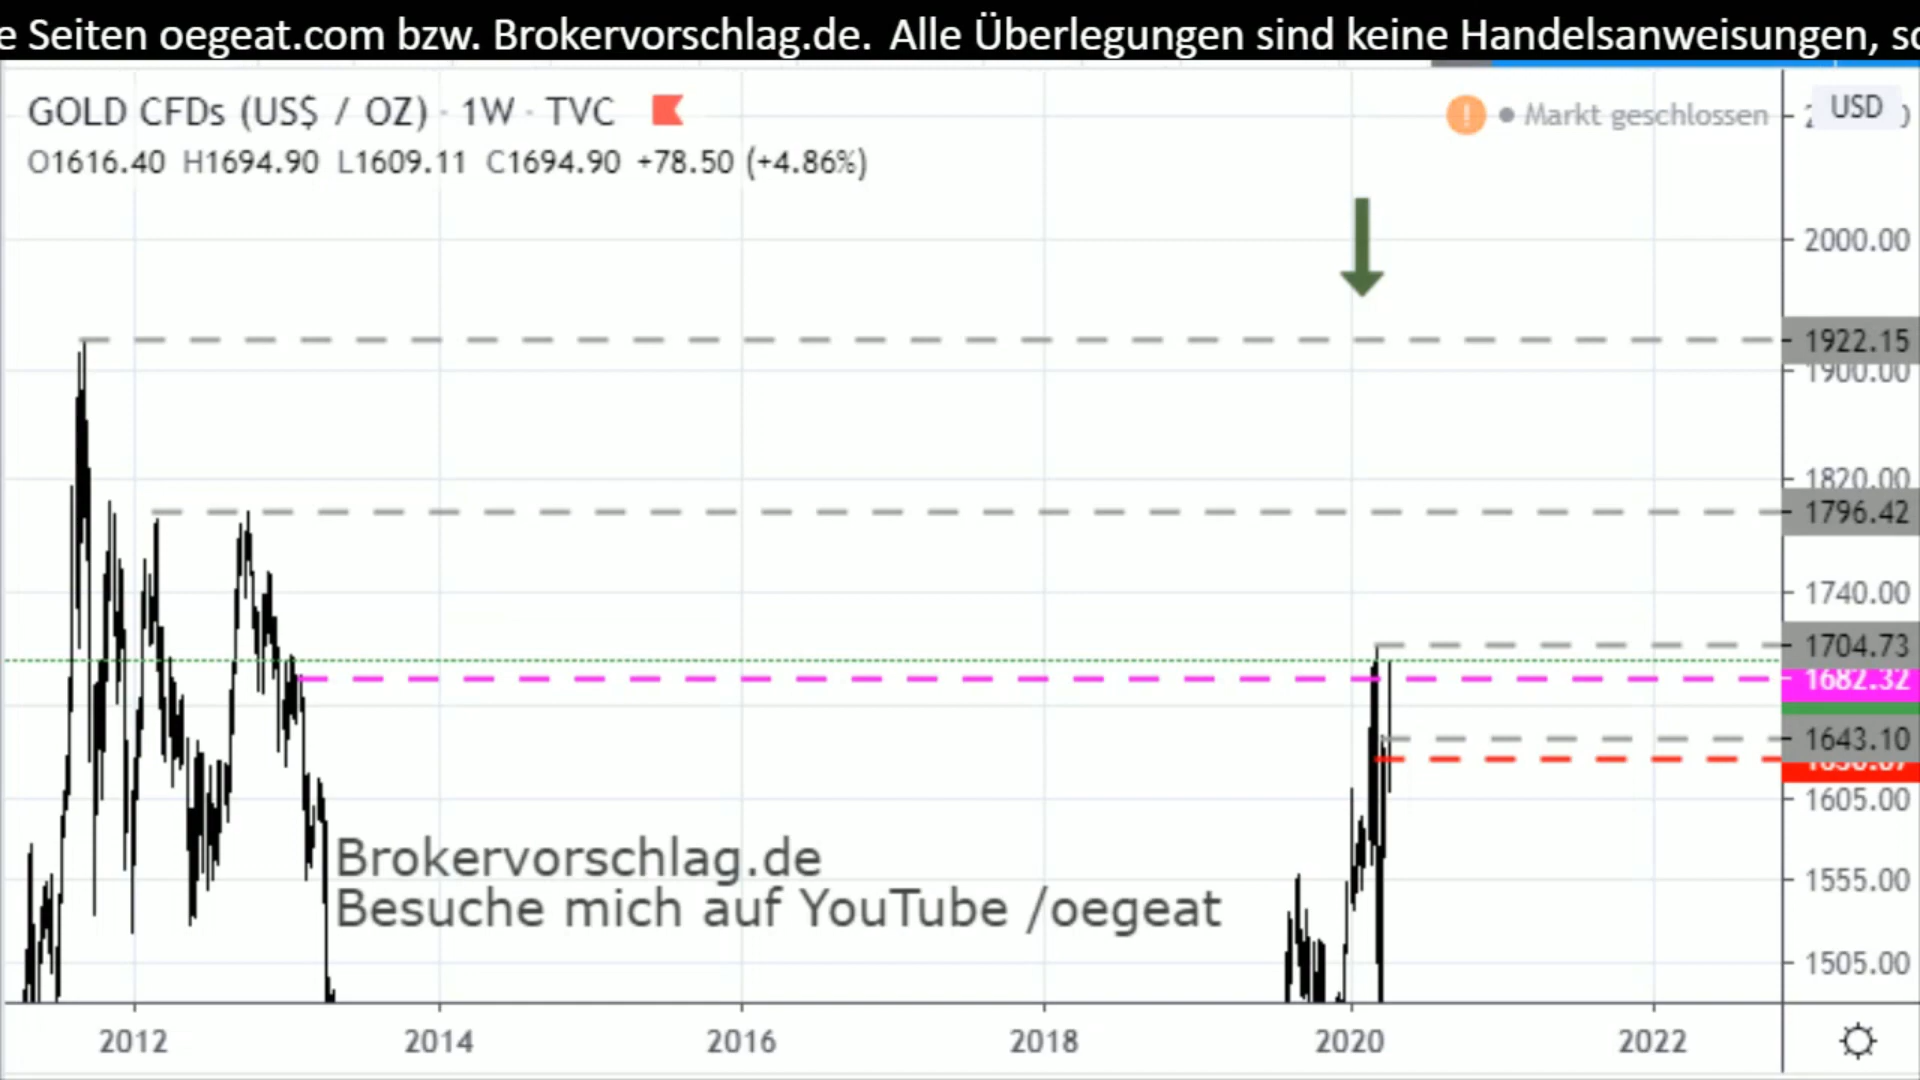 e Seiten oegeat.com bzw. Brokervorschlag.de. Alle Überlegungen sind keine Handelsanweisungen, so
GOLD CFDs (US$ / OZ) · 1W · TVC
Markt geschlossen
USD
O1616.40 H1694.90 L1609.11 C1694.90 +78.50 (+4.86%)
2000.00
1922.15
1900.00
1820.00
1796.42
1740.00
1704.73
1682.32
1643.10
1605.00
Brokervorschlag.de
1555.00
Besuche mich auf YouTube /oegeat
1505.00
2012 2014 2016 2018 2020 2022